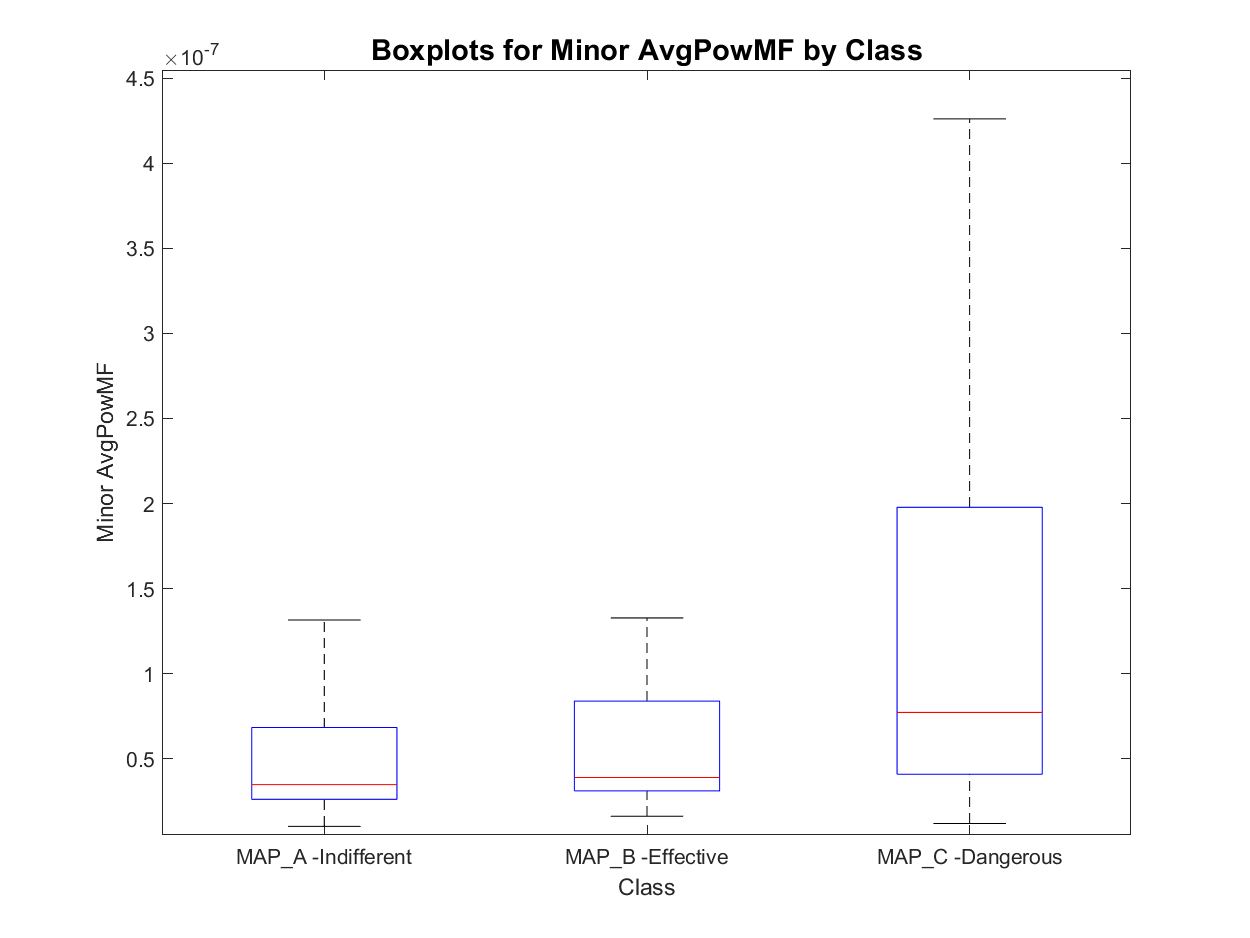 Boxplots for Minor AvgPowMF by Class
×10-7
4.5
4
3.5
3
2.5
2
1.5
1
0.5
Minor AvgPowMF
MAP_A -Indifferent
MAP_B -Effective
MAP_C -Dangerous
Class